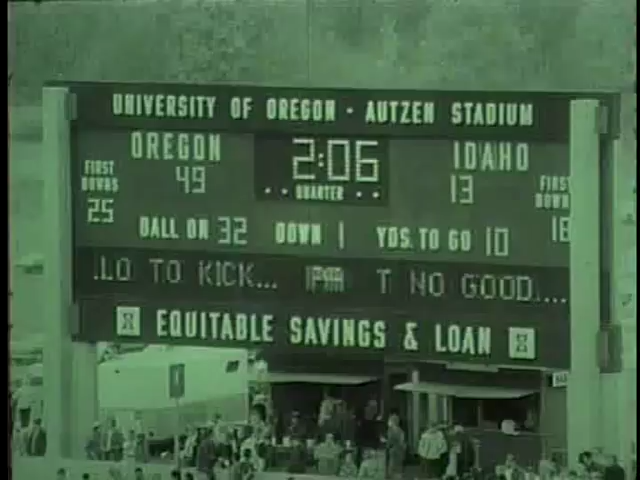 UNIVERSITY OF OREGON - AUTZEN STADIUM
OREGON 2:06 IDAHO
FIRST DOWNS 49 QUARTER 13 FIRST DOWNS
25 BALL ON 32 DOWN 1 YDS. TO GO 10 18
.LO TO KICK... T NO GOOD....
EQUITABLE SAVINGS & LOAN